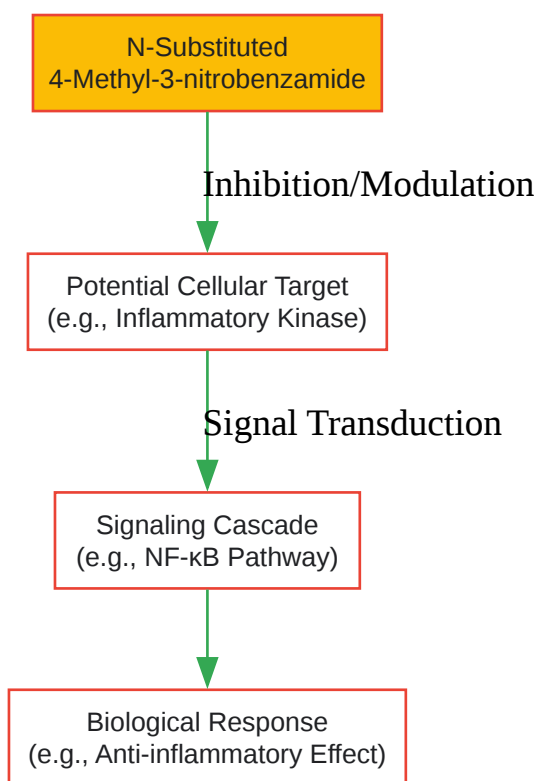 N-Substituted
4-Methyl-3-nitrobenzamide
Inhibition/Modulation
Potential Cellular Target
(e.g., Inflammatory Kinase)
Signal Transduction
Signaling Cascade
(e.g., NF-κB Pathway)
Biological Response
(e.g., Anti-inflammatory Effect)